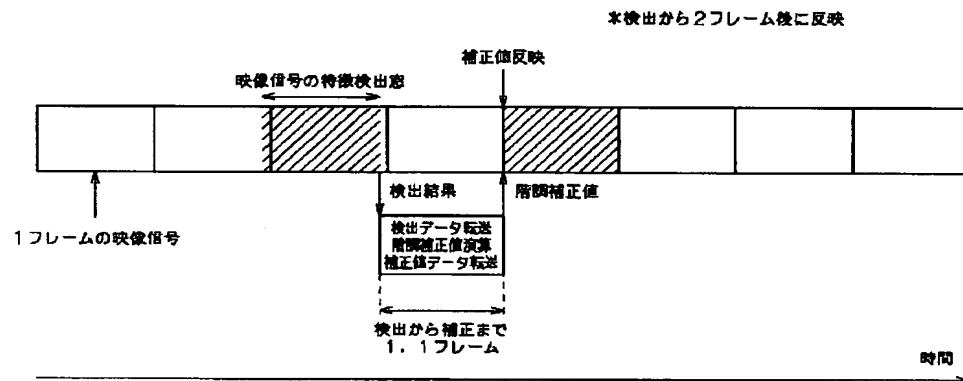 *検出から2フレーム後に反映
補正値反映
映像信号の特徴検出窓
検出結果
階調補正値
1フレームの映像信号
検出データ転送
階調補正値演算
補正値データ転送
検出から補正まで
1.1フレーム
時間